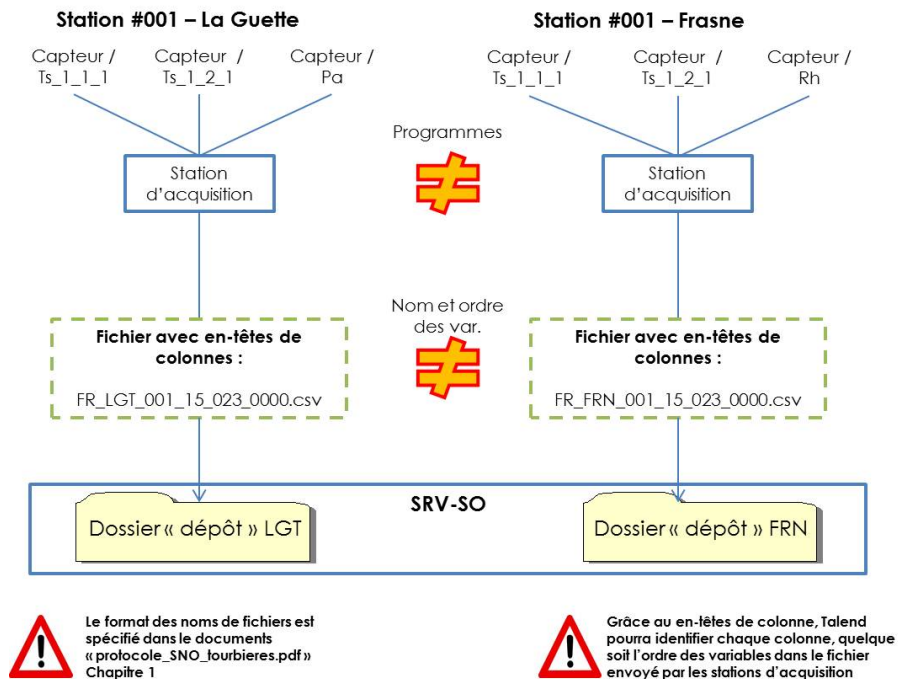 Station #001 – La Guette
Station #001 – Frasne
Capteur /
Ts_1_1_1
Capteur /
Ts_1_2_1
Capteur /
Pa
Capteur /
Ts_1_1_1
Capteur /
Ts_1_2_1
Capteur /
Rh
Programmes
Station
d’acquisition
Station
d’acquisition
Nom et ordre
des var.
Fichier avec en-têtes de
colonnes :
FR_LGT_001_15_023_0000.csv
Fichier avec en-têtes de
colonnes :
FR_FRN_001_15_023_0000.csv
SRV-SO
Dossier « dépôt » LGT
Dossier « dépôt » FRN
Le format des noms de fichiers est
spécifié dans le documents
« protocole_SNO_tourbieres.pdf »
Chapitre 1
Grâce au en-têtes de colonne, Talend
pourra identifier chaque colonne, quelque
soit l’ordre des variables dans le fichier
envoyé par les stations d’acquisition